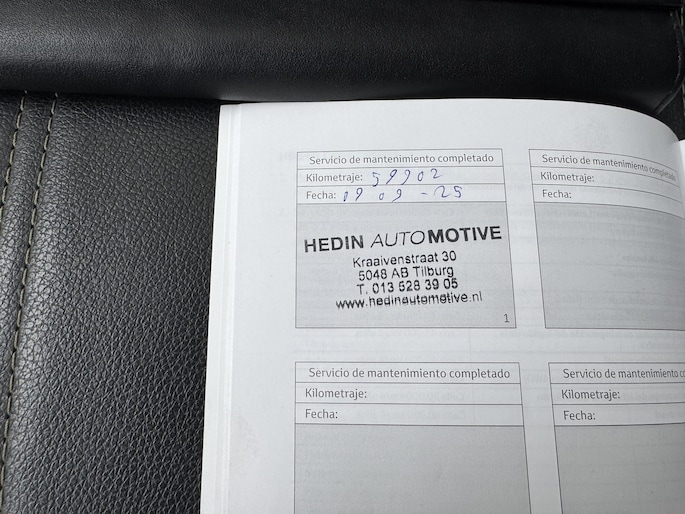 Servicio de mantenimiento completado
Kilometraje: 59902
Fecha: 19 09 - 25
HEDIN AUTOMOTIVE
Kraaivenstraat 30
5048 AB Tilburg
T. 013 528 39 05
www.hedinautomotive.nl
1
Servicio de mantenimiento completado
Kilometraje:
Fecha:
Servicio de mantenimiento completado
Kilometraje:
Fecha:
Servicio de mantenimiento
Kilometraje:
Fecha: